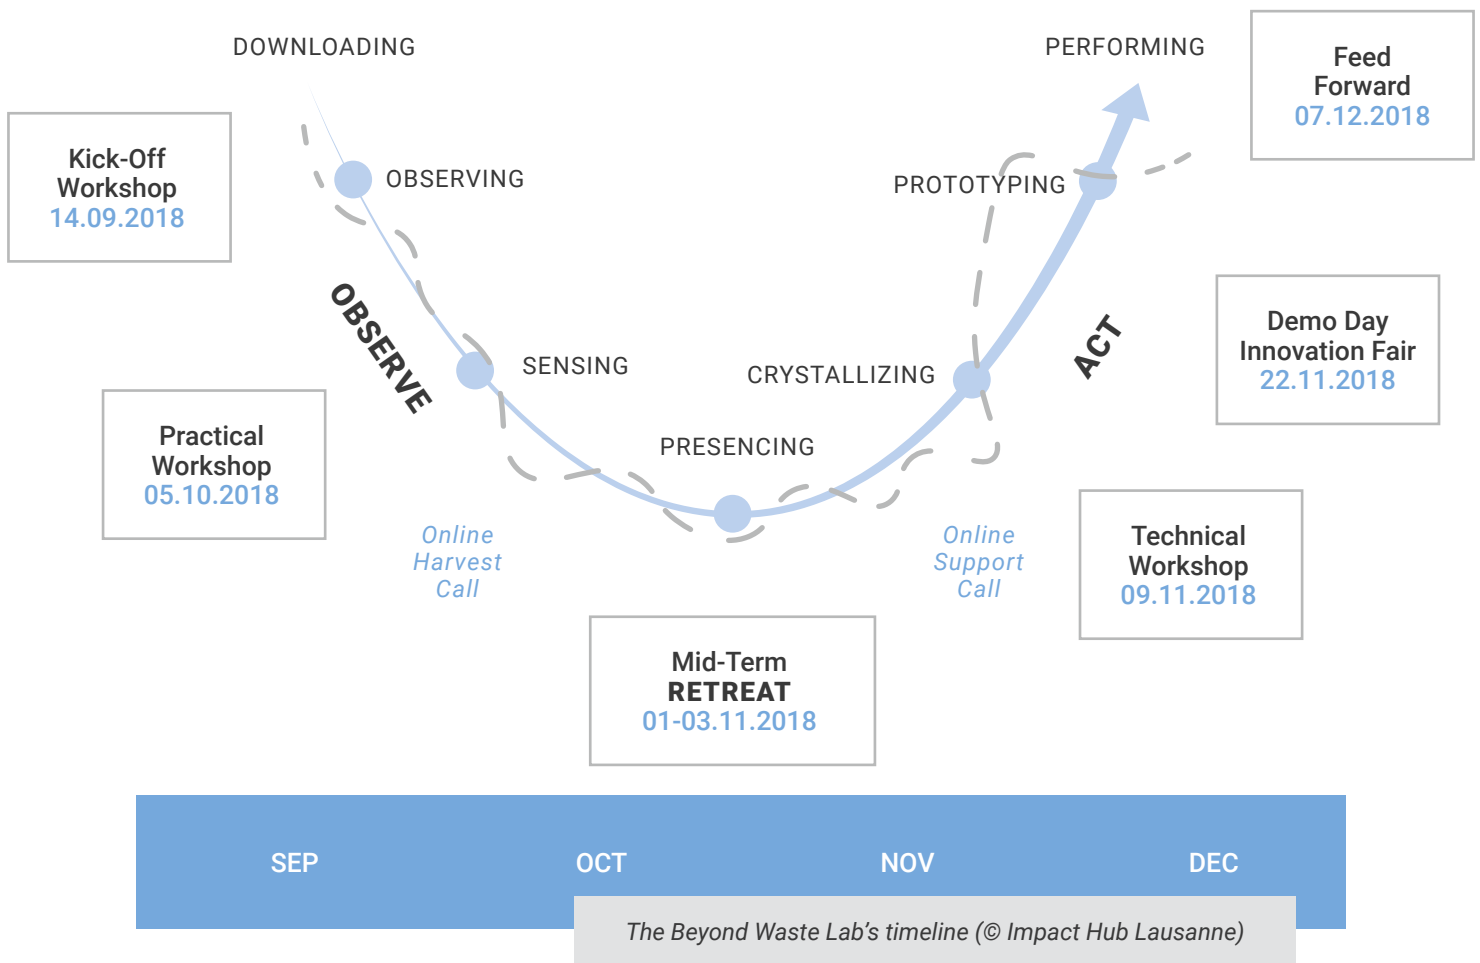 DOWNLOADING
PERFORMING
Feed
Forward
07.12.2018
Kick-Off
Workshop
14.09.2018
OBSERVING
PROTOTYPING
OBSERVE
ACT
Demo Day
Innovation Fair
22.11.2018
SENSING
CRYSTALLIZING
PRESENCING
Practical
Workshop
05.10.2018
Online
Harvest
Call
Online
Support
Call
Technical
Workshop
09.11.2018
Mid-Term
RETREAT
01-03.11.2018
SEP
OCT
NOV
DEC
The Beyond Waste Lab’s timeline (© Impact Hub Lausanne)